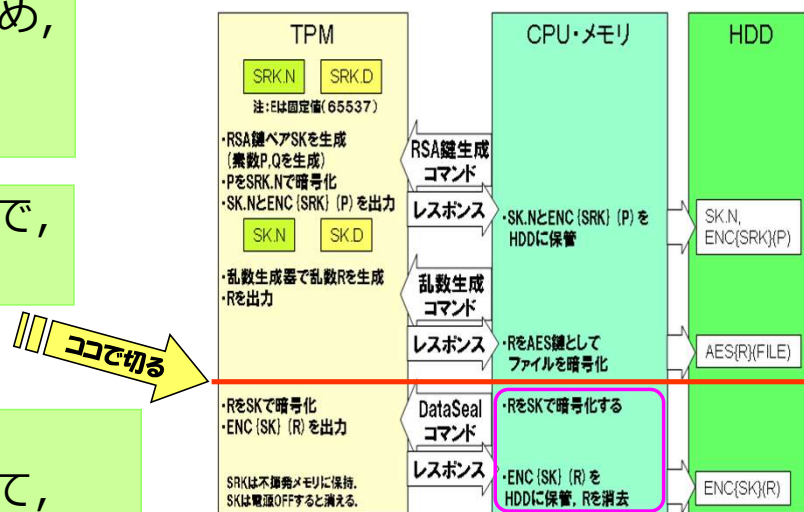 め,
で,
ココで切る
て,
TPM
SRK.N
SRK.D
注:Eは固定値(65537)
・RSA鍵ペアSKを生成
(素数P,Qを生成)
・PをSRK.Nで暗号化
・SK.NとENC{SRK}(P)を出力
SK.N
SK.D
・乱数生成器で乱数Rを生成
・Rを出力
・RをSKで暗号化
・ENC{SK}(R)を出力
SRKは不揮発メモリに保持.
SKは電源OFFすると消える.
RSA鍵生成
コマンド
レスポンス
乱数生成
コマンド
レスポンス
DataSeal
コマンド
レスポンス
CPU・メモリ
・SK.NとENC{SRK}(P)を
HDDに保管
・RをAES鍵として
ファイルを暗号化
・RをSKで暗号化する
・ENC{SK}(R)を
HDDに保管, Rを消去
HDD
SK.N,
ENC{SRK}(P)
AES{R}(FILE)
ENC{SK}(R)